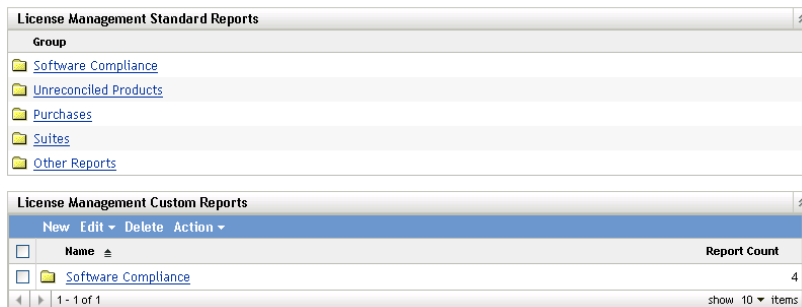 License Management Standard Reports
Group
Software Compliance
Unreconciled Products
Purchases
Suites
Other Reports
License Management Custom Reports
New Edit Delete Action
Name Report Count
Software Compliance 4
1 - 1 of 1 show 10 items